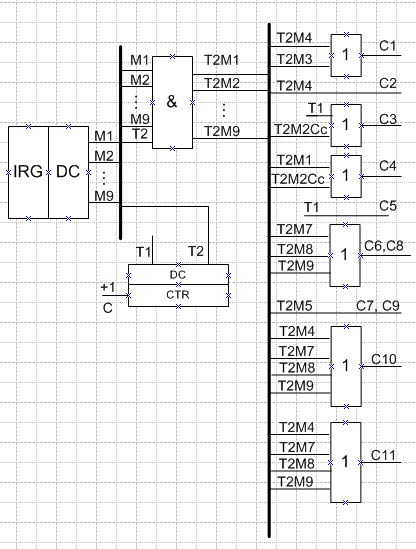 IRG
DC
M1
M2
M9
M1
M2
M9
T2
&
T2M1
T2M2
T2M9
T1
T2
DC
CTR
+1
C
T2M4
T2M3
1
C1
T2M4
C2
T1
T2M2Cc
1
C3
T2M1
T2M2Cc
1
C4
T1
C5
T2M7
T2M8
T2M9
1
C6,C8
T2M5
C7, C9
T2M4
T2M7
T2M8
T2M9
1
C10
T2M4
T2M7
T2M8
T2M9
1
C11